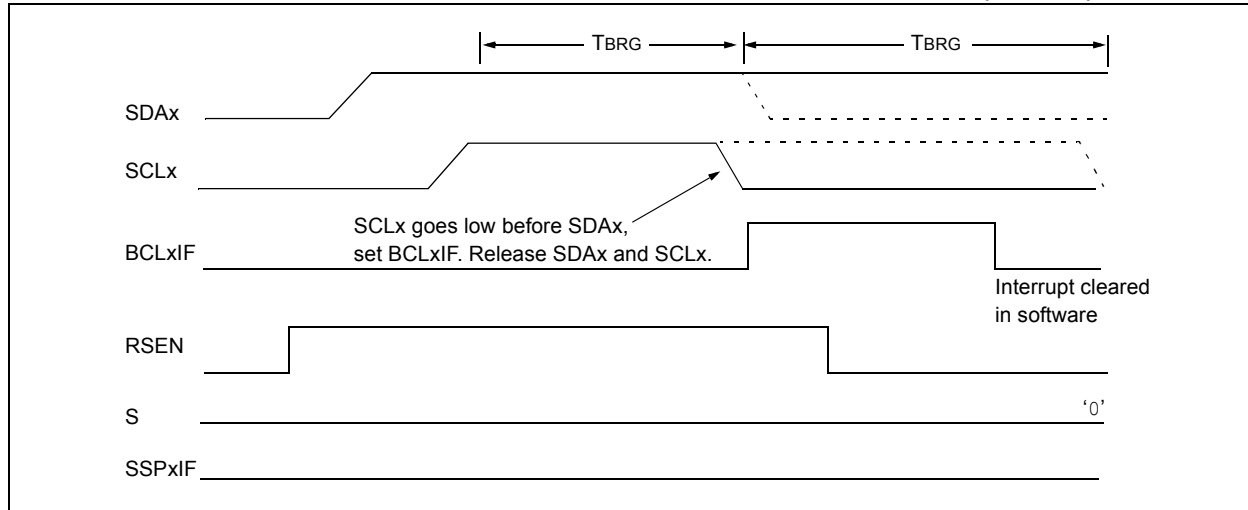 TBRG
TBRG
SDAx
SCLx
SCLx goes low before SDAx,
set BCLxIF. Release SDAx and SCLx.
BCLxIF
Interrupt cleared
in software
RSEN
S
‘0’
SSPxIF